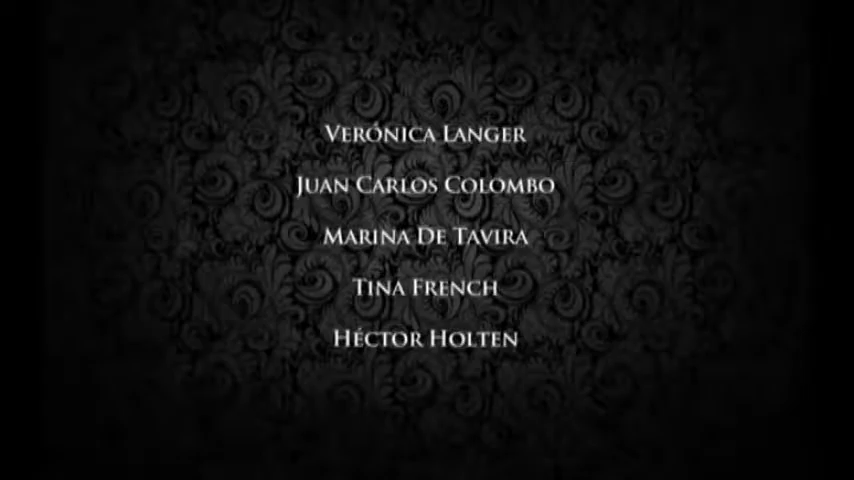 VERÓNICA LANGER
JUAN CARLOS COLOMBO
MARINA DE TAVIRA
TINA FRENCH
HÉCTOR HOLTEN